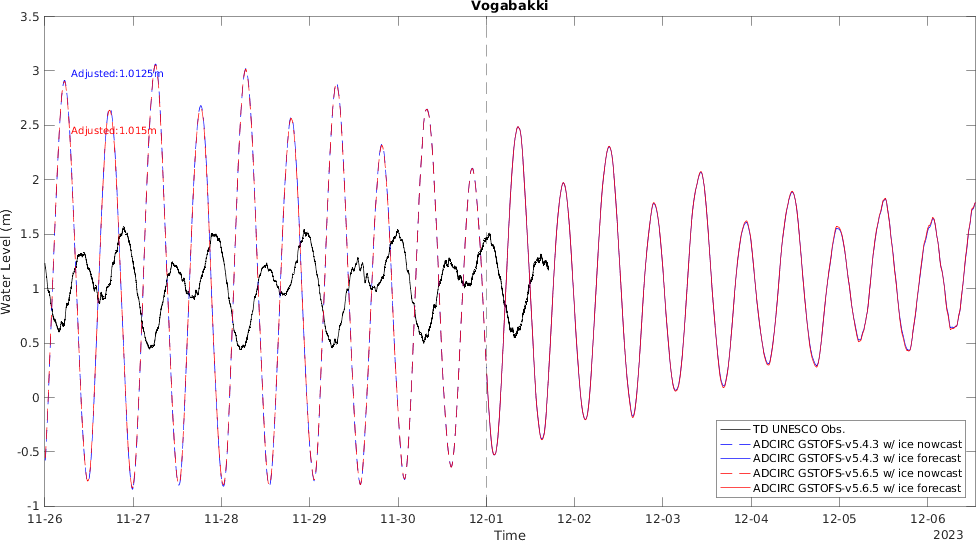 Vogabakki
3.5
3
2.5
2
1.5
1
0.5
0
-0.5
-1
Water Level (m)
Adjusted:1.0125m
Adjusted:1.015m
TD UNESCO Obs.
ADCIRC GSTOFS-v5.4.3 w/ ice nowcast
ADCIRC GSTOFS-v5.4.3 w/ ice forecast
ADCIRC GSTOFS-v5.6.5 w/ ice nowcast
ADCIRC GSTOFS-v5.6.5 w/ ice forecast
11-26 11-27 11-28 11-29 11-30 12-01 12-02 12-03 12-04 12-05 12-06
Time
2023